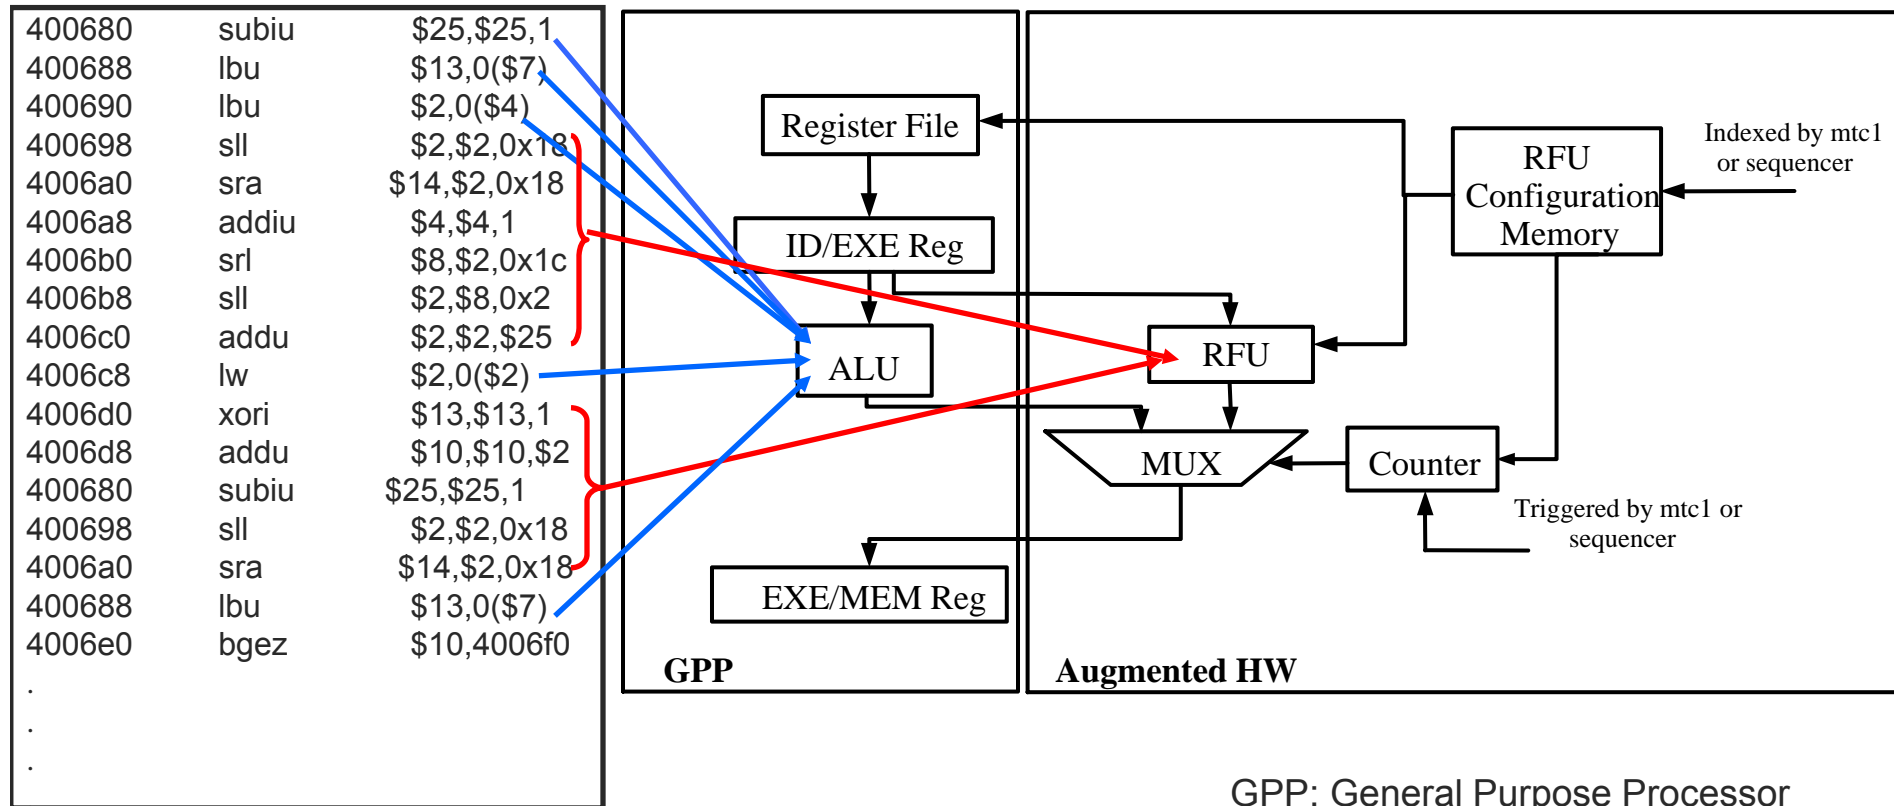 400680 subiu $25,$25,1
400688 lbu $13,0($7)
400690 lbu $2,0($4)
400698 sll $2,$2,0x18
4006a0 sra $14,$2,0x18
4006a8 addiu $4,$4,1
4006b0 srl $8,$2,0x1c
4006b8 sll $2,$8,0x2
4006c0 addu $2,$2,$25
4006c8 lw $2,0($2)
4006d0 xori $13,$13,1
4006d8 addu $10,$10,$2
400680 subiu $25,$25,1
400698 sll $2,$2,0x18
4006a0 sra $14,$2,0x18
400688 lbu $13,0($7)
4006e0 bgez $10,4006f0
.
.
.
Register File
ID/EXE Reg
ALU
EXE/MEM Reg
GPP
RFU
Configuration
Memory
Indexed by mtc1
or sequencer
RFU
MUX
Counter
Triggered by mtc1 or
sequencer
Augmented HW
GPP: General Purpose Processor